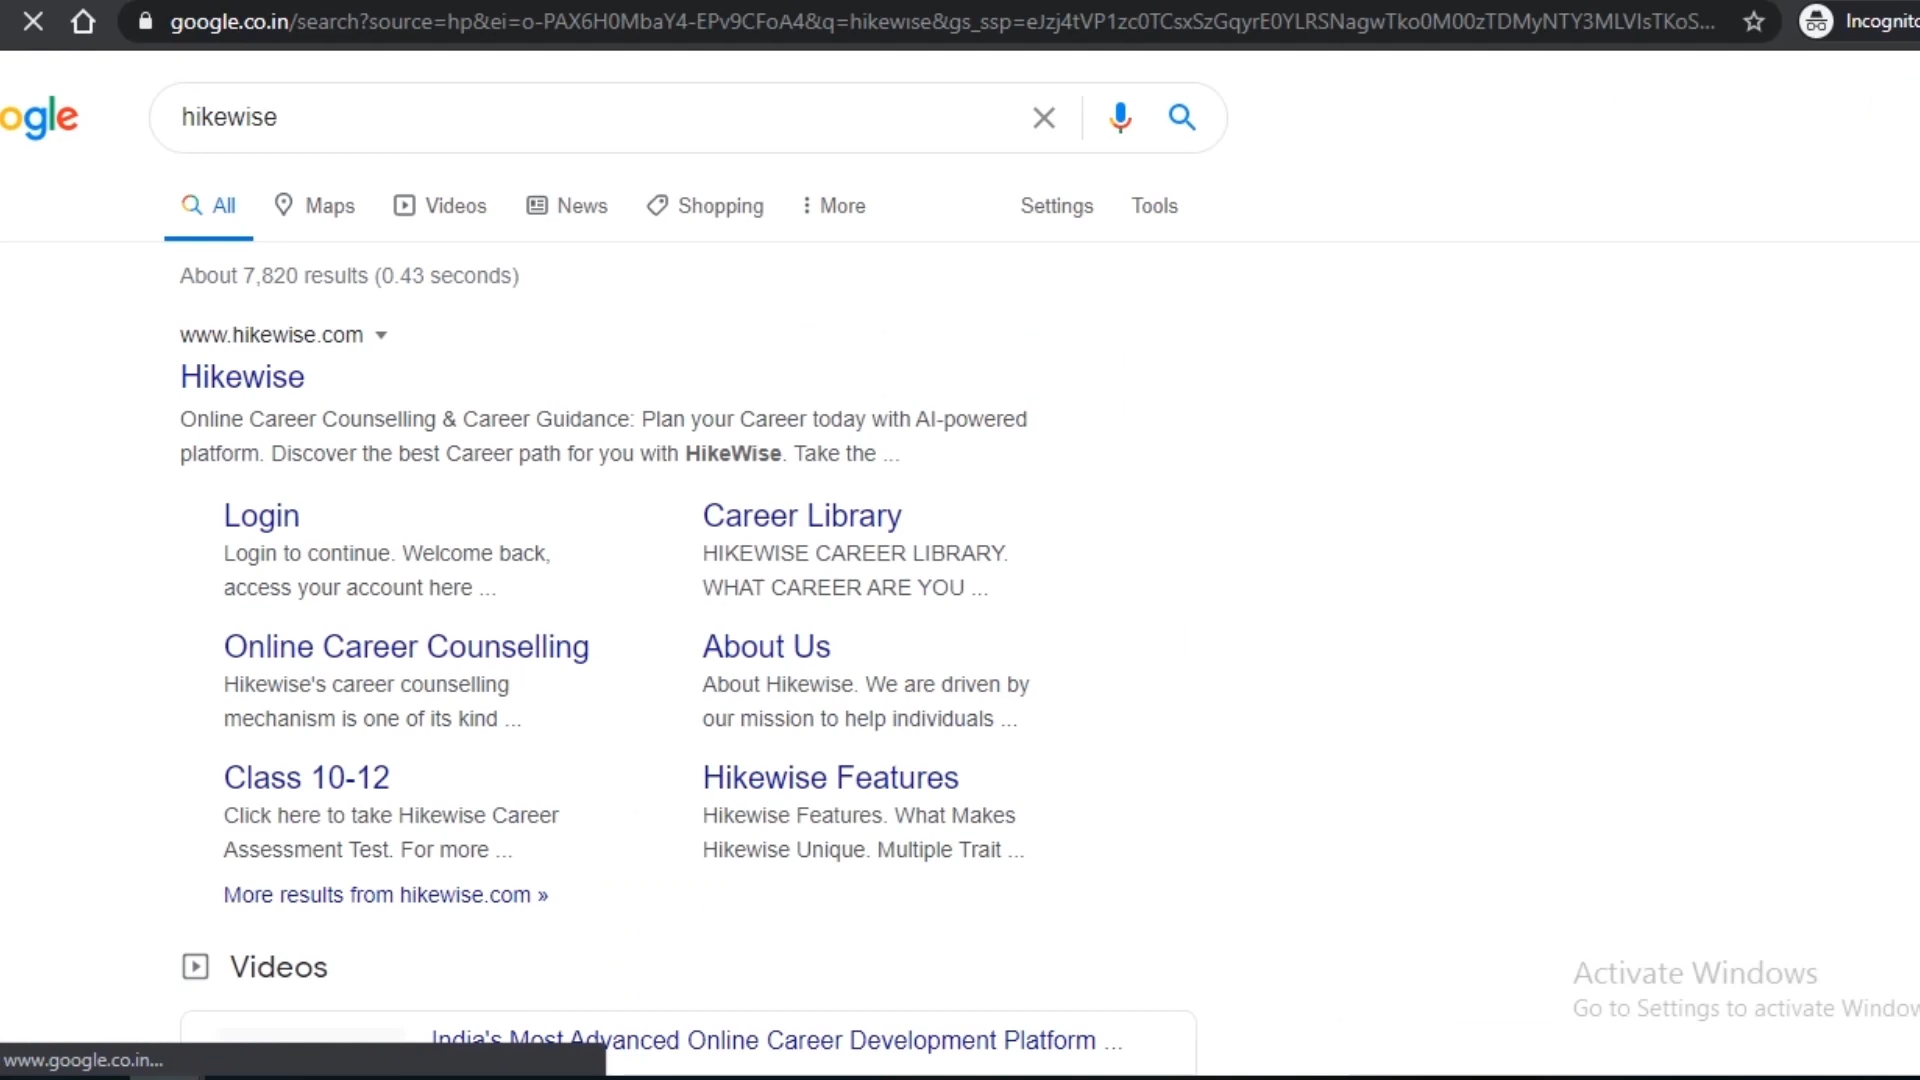 google.co.in/search?source=hp&ei=o-PAX6H0MbaY4-EPv9CFoA4&q=hikewise&gs_ssp=eJzj4tVP1zc0TCsxSzGqyrE0YLRSNagwTko0M00zTDMyNTY3MLVIsTKoS...
Incognito
ogle
hikewise
All Maps Videos News Shopping More Settings Tools
About 7,820 results (0.43 seconds)
www.hikewise.com
Hikewise
Online Career Counselling & Career Guidance: Plan your Career today with AI-powered
platform. Discover the best Career path for you with HikeWise. Take the ...
Login
Login to continue. Welcome back,
access your account here ...
Career Library
HIKEWISE CAREER LIBRARY.
WHAT CAREER ARE YOU ...
Online Career Counselling
Hikewise's career counselling
mechanism is one of its kind ...
About Us
About Hikewise. We are driven by
our mission to help individuals ...
Class 10-12
Click here to take Hikewise Career
Assessment Test. For more ...
Hikewise Features
Hikewise Features. What Makes
Hikewise Unique. Multiple Trait ...
More results from hikewise.com »
Videos
India's Most Advanced Online Career Development Platform ...
Activate Windows
Go to Settings to activate Window
www.google.co.in...